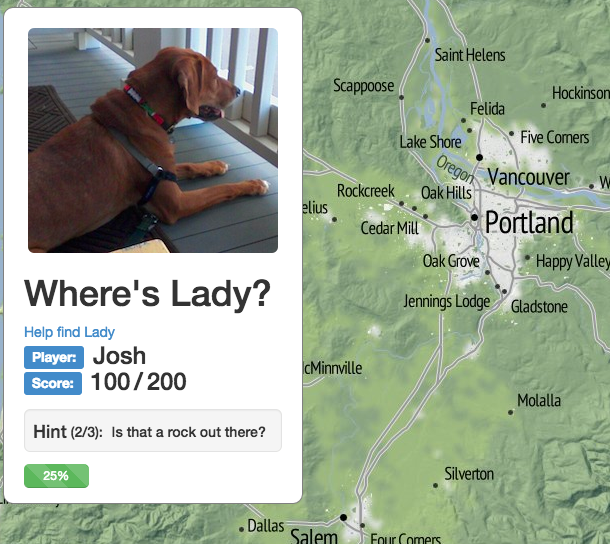 Where's Lady?
Help find Lady
Player: Josh
Score: 100/200
Hint (2/3): Is that a rock out there?
25%
Saint Helens
Scappoose
Hockinson
Felida
Lake Shore
Five Corners
Oregon
Vancouver
W
Rockcreek
Oak Hills
elius
Portland
Cedar Mill
Oak Grove
Happy Valley
Jennings Lodge
Gladstone
cMinnville
Molalla
Silverton
Dallas
Salem
Four Corners